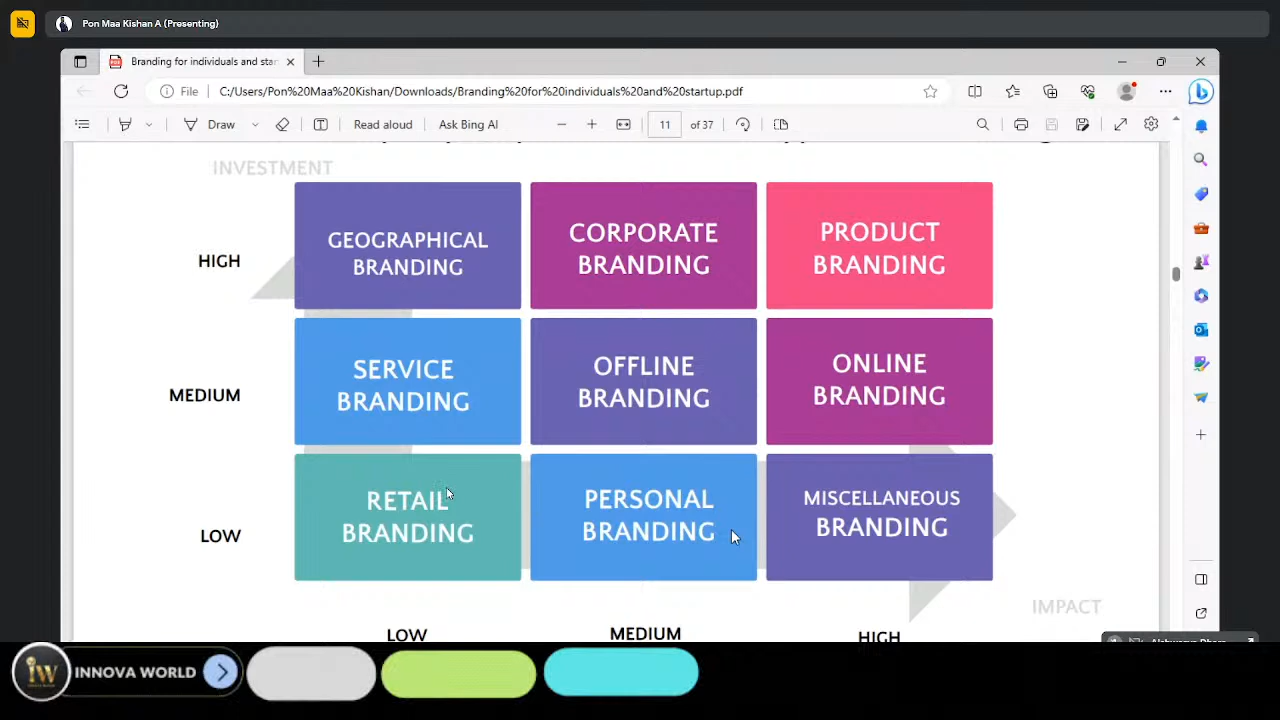 Pon Maa Kishan A (Presenting)
Branding for individuals and star
File
C:/Users/Pon%20Maa%20Kishan/Downloads/Branding%20for%20individuals%20and%20startup.pdf
Draw
Read aloud
Ask Bing AI
11
of 37
INVESTMENT
HIGH
GEOGRAPHICAL
BRANDING
CORPORATE
BRANDING
PRODUCT
BRANDING
MEDIUM
SERVICE
BRANDING
OFFLINE
BRANDING
ONLINE
BRANDING
LOW
RETAIL
BRANDING
PERSONAL
BRANDING
MISCELLANEOUS
BRANDING
IMPACT
LOW
MEDIUM
HIGH
iw
INNOVA WORLD